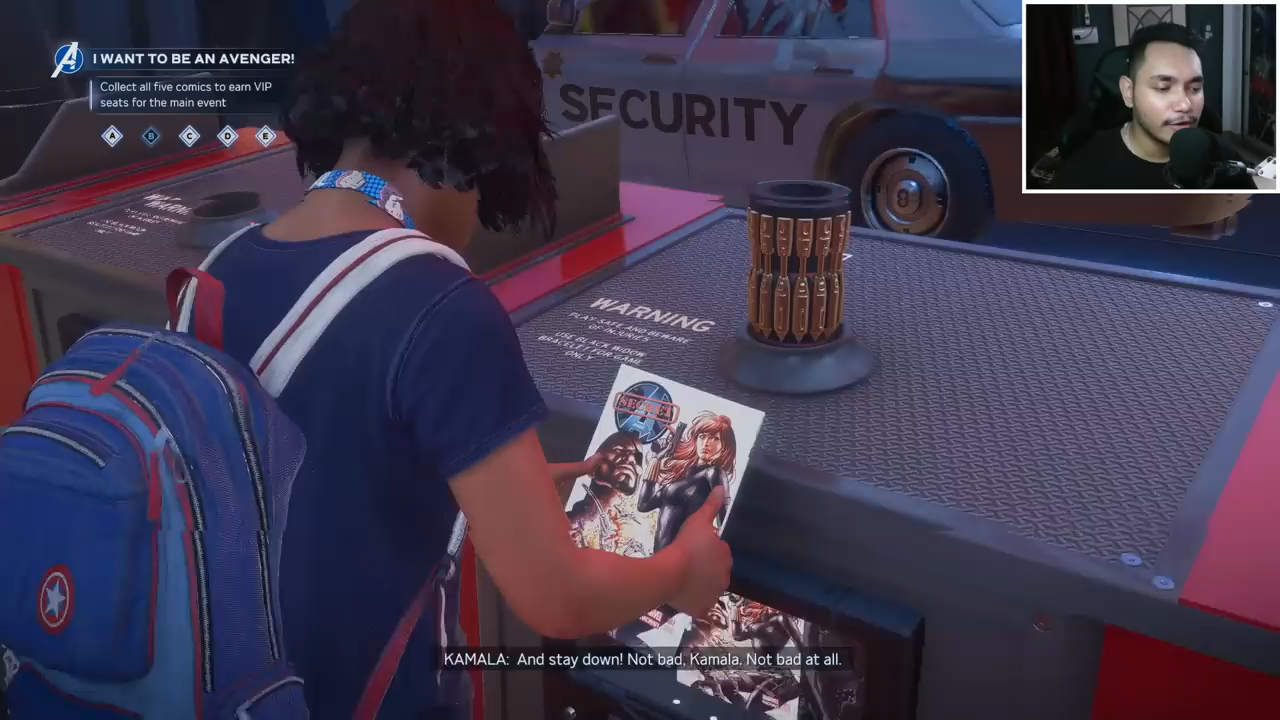 I WANT TO BE AN AVENGER!
Collect all five comics to earn VIP
seats for the main event
A B C D E
SECURITY
8
WARNING
PLAY SAFE AND BEWARE
OF INJURIES
USE BLACK WIDOW
BRACELET FOR GAME
ONLY
SECRET
KAMALA: And stay down! Not bad, Kamala. Not bad at all.